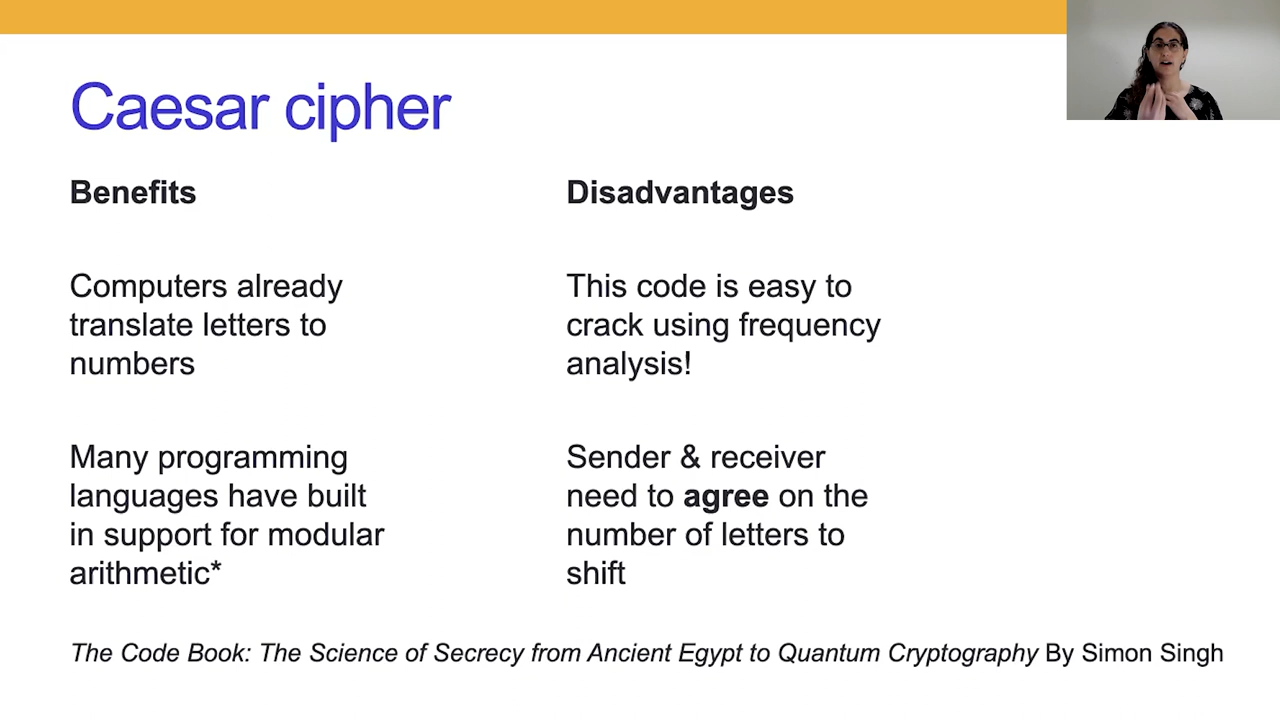 Caesar cipher
Benefits
Computers already
translate letters to
numbers
Many programming
languages have built
in support for modular
arithmetic*
Disadvantages
This code is easy to
crack using frequency
analysis!
Sender & receiver
need to agree on the
number of letters to
shift
The Code Book: The Science of Secrecy from Ancient Egypt to Quantum Cryptography By Simon Singh